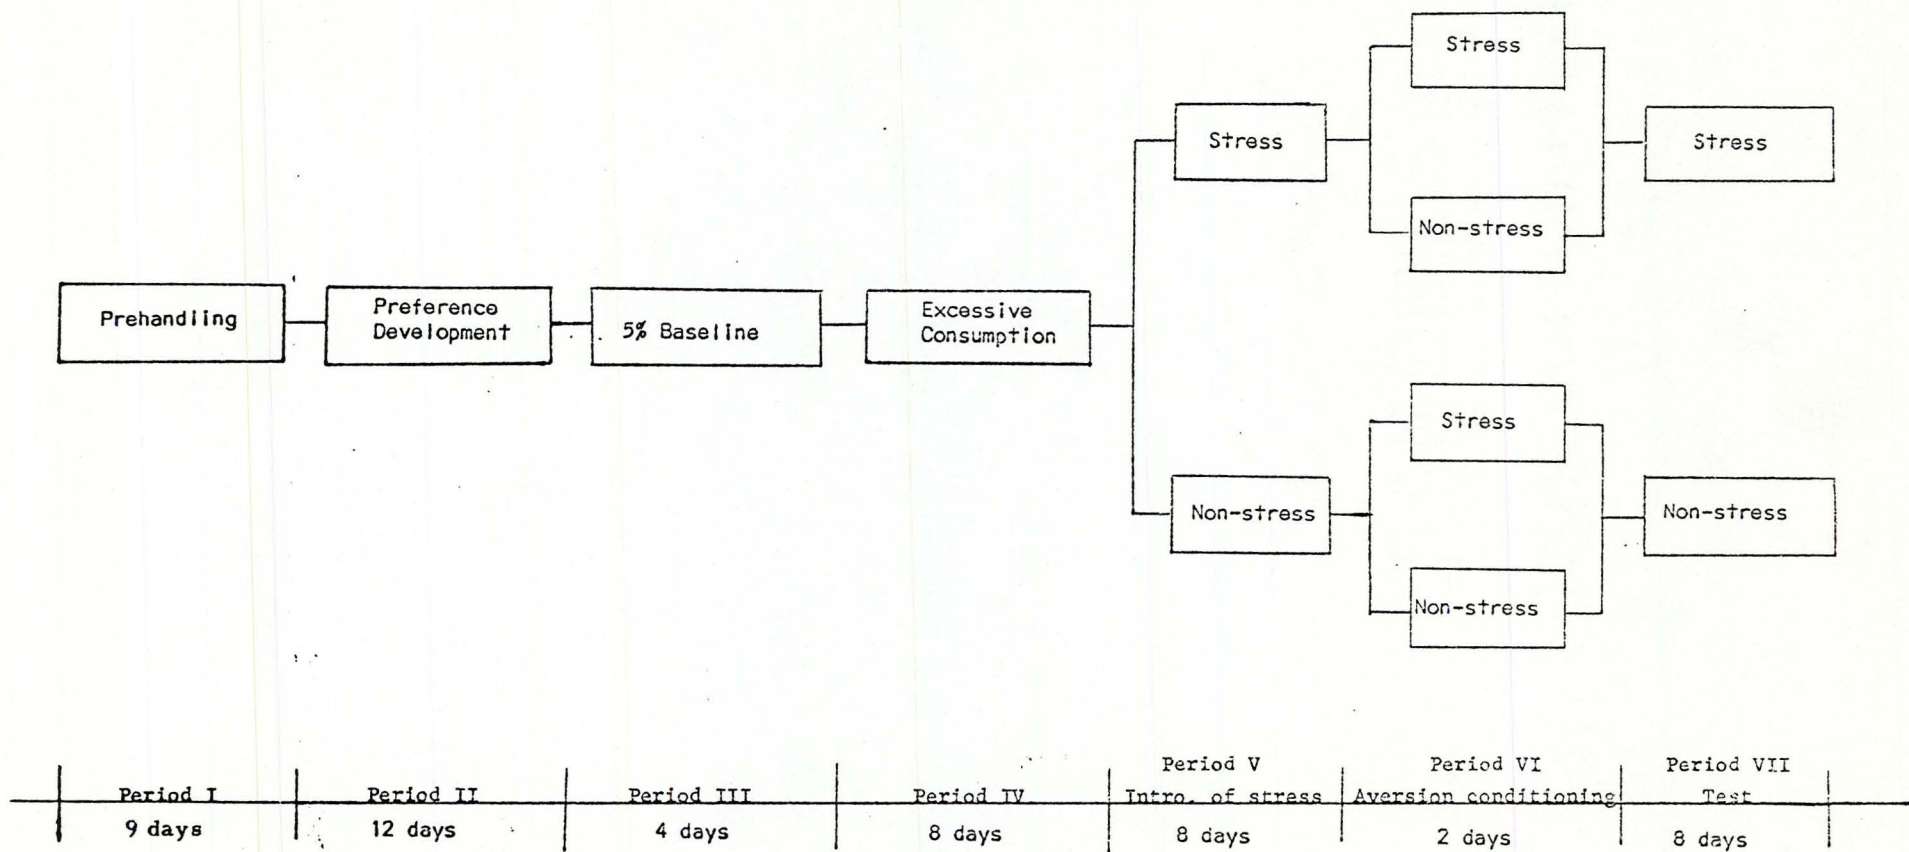 Stress
Stress
Stress
Non-stress
Prehandling
Preference
Development
5% Baseline
Excessive
Consumption
Stress
Non-stress
Non-stress
Non-stress
Period I
9 days
Period II
12 days
Period III
4 days
Period IV
8 days
Period V
Intro. of stress
8 days
Period VI
Aversion conditioning
2 days
Period VII
Test
8 days